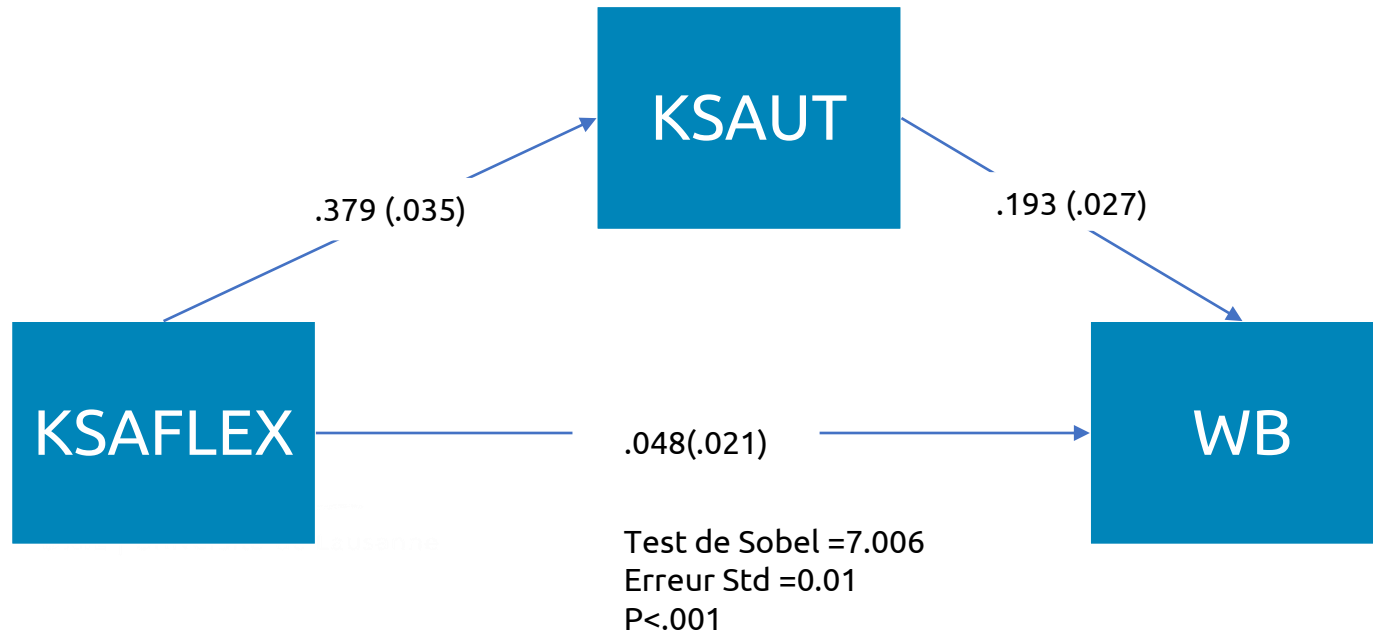 KSAUT
.379 (.035)
.193 (.027)
KSAFLEX
.048(.021)
WB
Test de Sobel =7.006
Erreur Std =0.01
P<.001